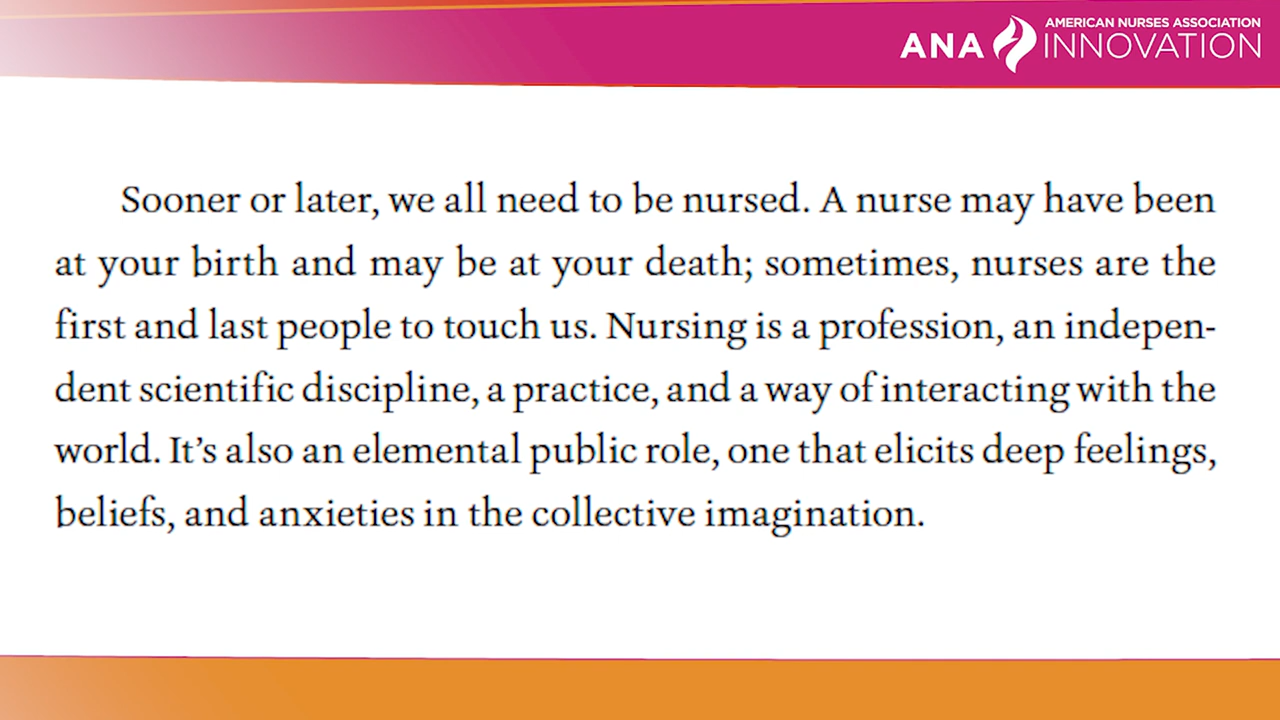 ANA
AMERICAN NURSES ASSOCIATION
INNOVATION
Sooner or later, we all need to be nursed. A nurse may have been
at your birth and may be at your death; sometimes, nurses are the
first and last people to touch us. Nursing is a profession, an indepen-
dent scientific discipline, a practice, and a way of interacting with the
world. It’s also an elemental public role, one that elicits deep feelings,
beliefs, and anxieties in the collective imagination.